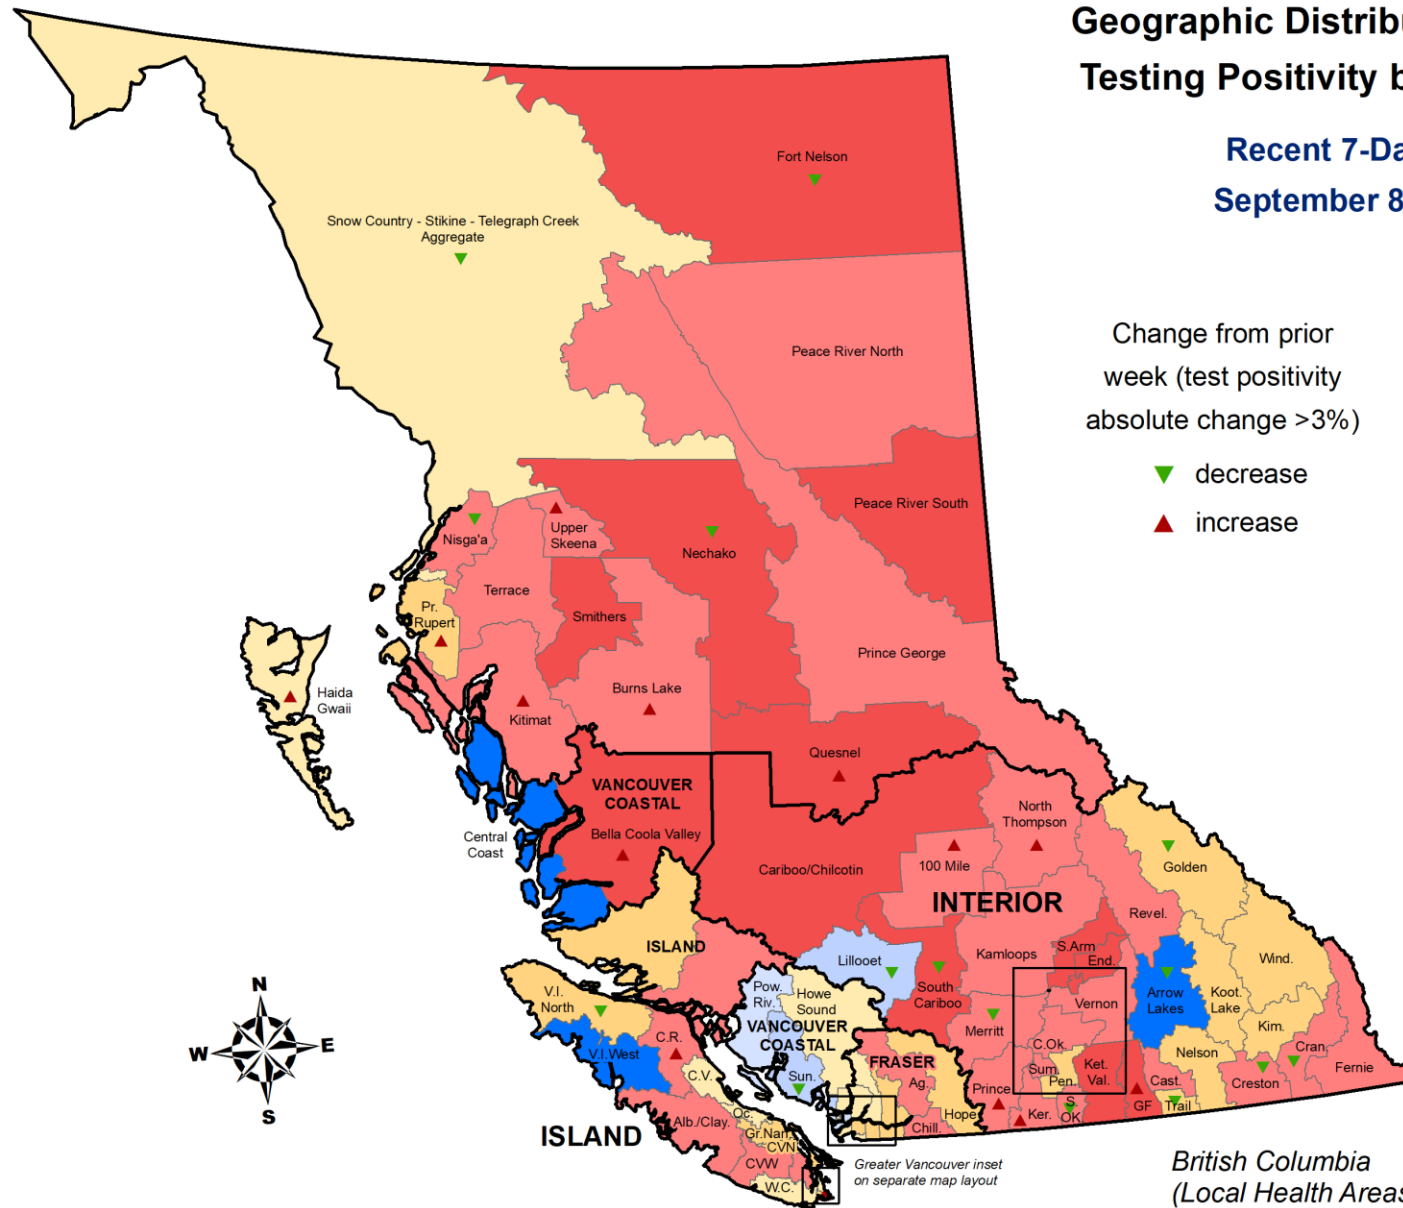 Geographic Distribu
Testing Positivity b
Recent 7-Da
September 8
Change from prior
week (test positivity
absolute change >3%)
decrease
increase
Fort Nelson
Snow Country - Stikine - Telegraph Creek
Aggregate
Peace River North
Peace River South
Nisga'a
Upper
Skeena
Nechako
Terrace
Smithers
Pr.
Rupert
Prince George
Haida
Gwaii
Kitimat
Burns Lake
Quesnel
VANCOUVER
COASTAL
Bella Coola Valley
Central
Coast
North
Thompson
100 Mile
Cariboo/Chilcotin
Golden
INTERIOR
Revel.
ISLAND
Kamloops
S.Arm
End.
Wind.
Lillooet
South
Cariboo
Arrow
Lakes
Koot.
Lake
Vernon
V.I.
North
Pow.
Riv.
Howe
Sound
VANCOUVER
COASTAL
Merritt
Kim.
C.R.
C.Ok.
Cran.
V.I.West
FRASER
Nelson
Sum.
Ket.
Val.
Fernie
C.V.
Sun.
Ag.
Prince
Pen.
Cast.
Creston
GF
Trail
S.
OK
Ker.
Hope
Chill.
Oc.
Alb./Clay.
Gr.Nan.
CVN
CVW
W.C.
ISLAND
N
W
E
S
Greater Vancouver inset
on separate map layout
British Columbia
(Local Health Areas